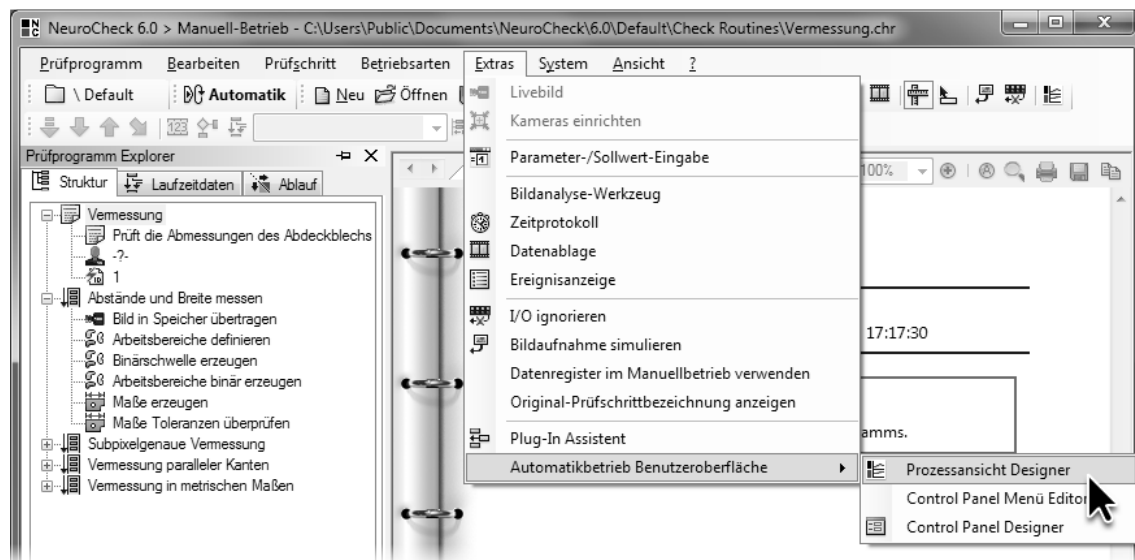 NeuroCheck 6.0 > Manuell-Betrieb - C:\Users\Public\Documents\NeuroCheck\6.0\Default\Check Routines\Vermessung.chr
Prüfprogramm Bearbeiten Prüfschritt Betriebsarten Extras System Ansicht ?
\ Default Automatik Neu Öffnen
Prüfprogramm Explorer
Struktur Laufzeitdaten Ablauf
Vermessung
Prüft die Abmessungen des Abdeckblechs
-?-
1
Abstände und Breite messen
Bild in Speicher übertragen
Arbeitsbereiche definieren
Binärschwelle erzeugen
Arbeitsbereiche binär erzeugen
Maße erzeugen
Maße Toleranzen überprüfen
Subpixelgenaue Vermessung
Vermessung paralleler Kanten
Vermessung in metrischen Maßen
Livebild
Kameras einrichten
Parameter-/Sollwert-Eingabe
Bildanalyse-Werkzeug
Zeitprotokoll
Datenablage
Ereignisanzeige
I/O ignorieren
Bildaufnahme simulieren
Datenregister im Manuellbetrieb verwenden
Original-Prüfschrittbezeichnung anzeigen
Plug-In Assistent
Automatikbetrieb Benutzeroberfläche
Prozessansicht Designer
Control Panel Menü Editor
Control Panel Designer
100%
17:17:30
amms.